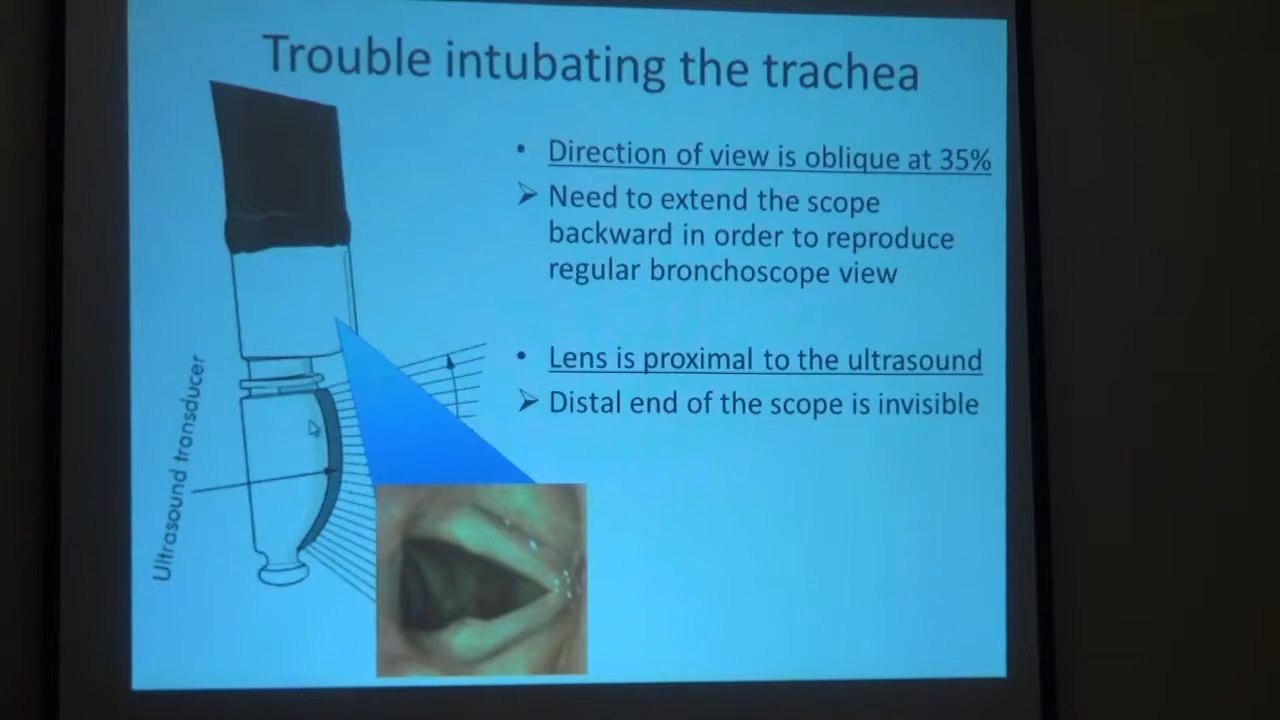 Trouble intubating the trachea
• Direction of view is oblique at 35%
➢ Need to extend the scope
backward in order to reproduce
regular bronchoscope view
• Lens is proximal to the ultrasound
➢ Distal end of the scope is invisible
Ultrasound transducer